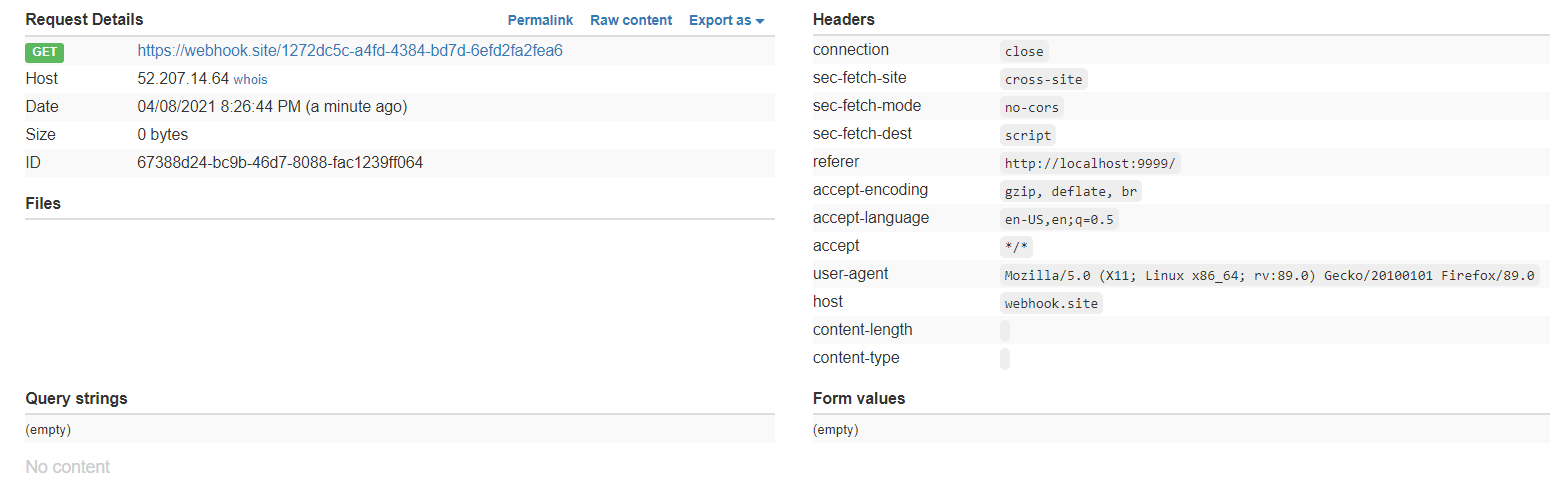 Request Details Permalink Raw content Export as
GET https://webhook.site/1272dc5c-a4fd-4384-bd7d-6efd2fa2fea6
Host 52.207.14.64 whois
Date 04/08/2021 8:26:44 PM (a minute ago)
Size 0 bytes
ID 67388d24-bc9b-46d7-8088-fac1239ff064
Files
Headers
connection close
sec-fetch-site cross-site
sec-fetch-mode no-cors
sec-fetch-dest script
referer http://localhost:9999/
accept-encoding gzip, deflate, br
accept-language en-US,en;q=0.5
accept */*
user-agent Mozilla/5.0 (X11; Linux x86_64; rv:89.0) Gecko/20100101 Firefox/89.0
host webhook.site
content-length
content-type
Query strings
(empty)
No content
Form values
(empty)